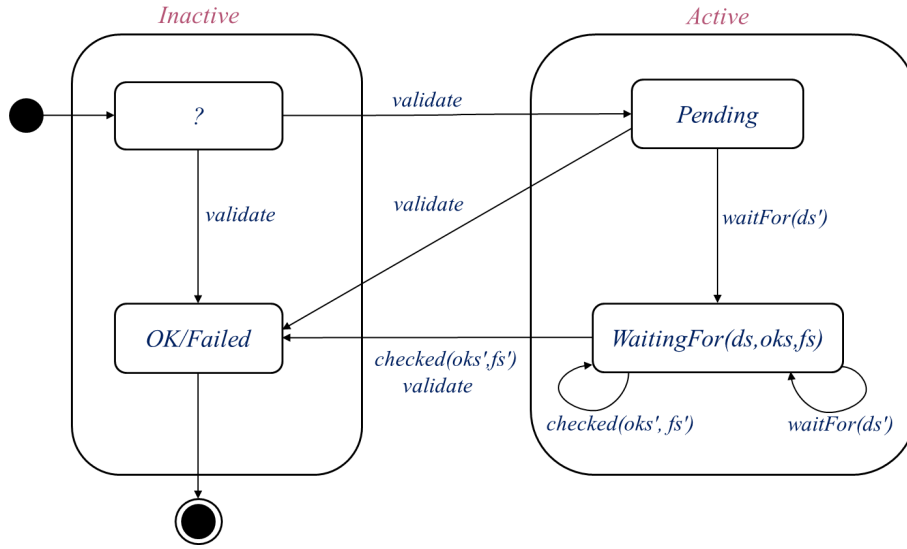 Inactive
Active
?
validate
Pending
validate
validate
waitFor(ds')
OK/Failed
WaitingFor(ds,oks,fs)
checked(oks',fs')
validate
checked(oks', fs')
waitFor(ds')